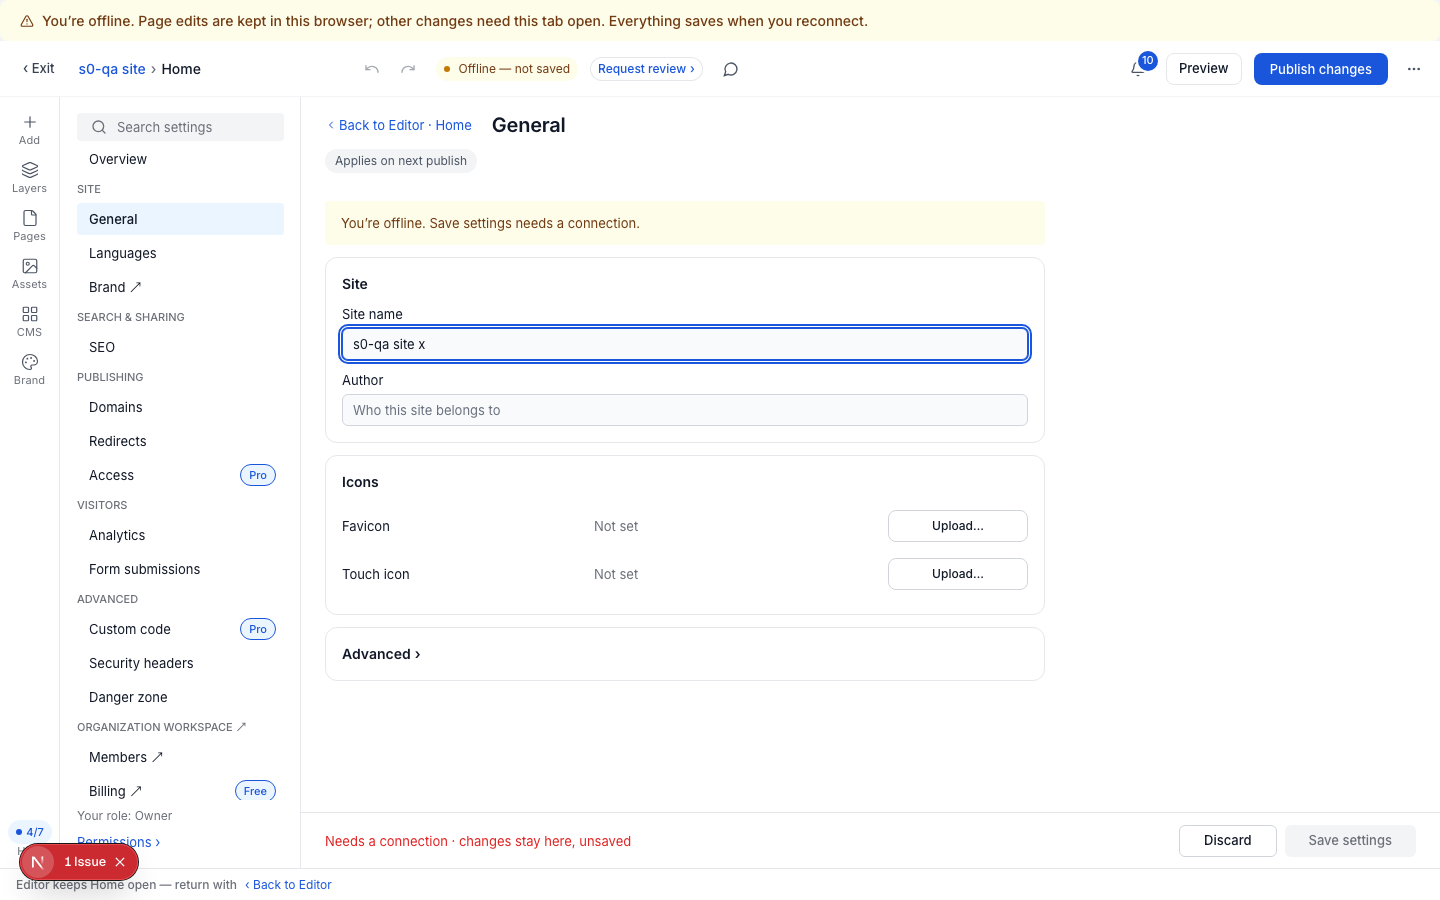 You’re offline. Page edits are kept in this browser; other changes need this tab open. Everything saves when you reconnect.
‹ Exit
s0-qa site › Home
Offline — not saved
Request review ›
10
Preview
Publish changes
Add
Layers
Pages
Assets
CMS
Brand
4/7
Search settings
Overview
SITE
General
Languages
Brand ↗
SEARCH & SHARING
SEO
PUBLISHING
Domains
Redirects
Access Pro
VISITORS
Analytics
Form submissions
ADVANCED
Custom code Pro
Security headers
Danger zone
ORGANIZATION WORKSPACE ↗
Members ↗
Billing ↗ Free
Your role: Owner
Permissions ›
1 Issue
‹ Back to Editor · Home
General
Applies on next publish
You’re offline. Save settings needs a connection.
Site
Site name
s0-qa site x
Author
Who this site belongs to
Icons
Favicon Not set Upload...
Touch icon Not set Upload...
Advanced ›
Needs a connection · changes stay here, unsaved
Discard
Save settings
Editor keeps Home open — return with ‹ Back to Editor